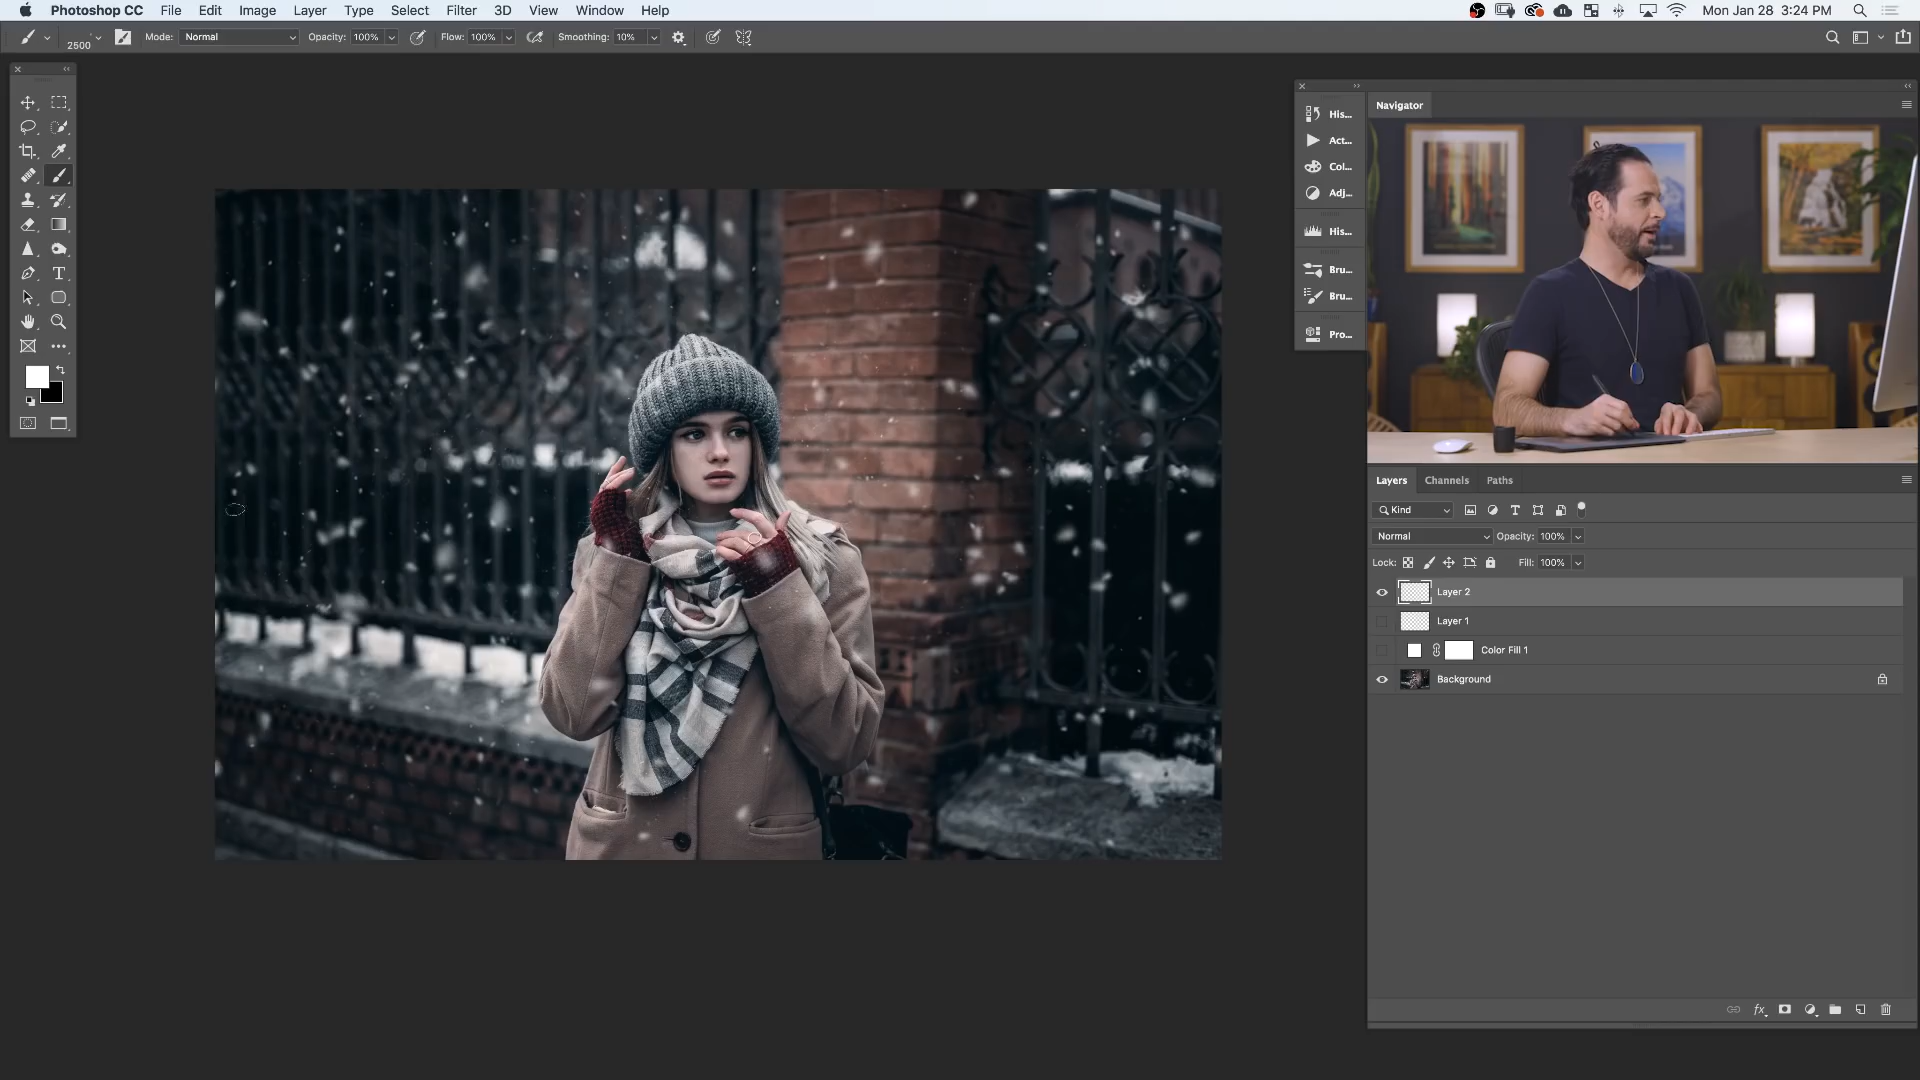 Photoshop CC File Edit Image Layer Type Select Filter 3D View Window Help Mon Jan 28 3:24 PM
2500 Mode: Normal Opacity: 100% Flow: 100% Smoothing: 10%
Navigator
His...
Act...
Col...
Adj...
His...
Bru...
Bru...
Pro...
T
Layers Channels Paths
Kind T
Normal Opacity: 100%
Lock: Fill: 100%
Layer 2
Layer 1
Color Fill 1
Background
fx